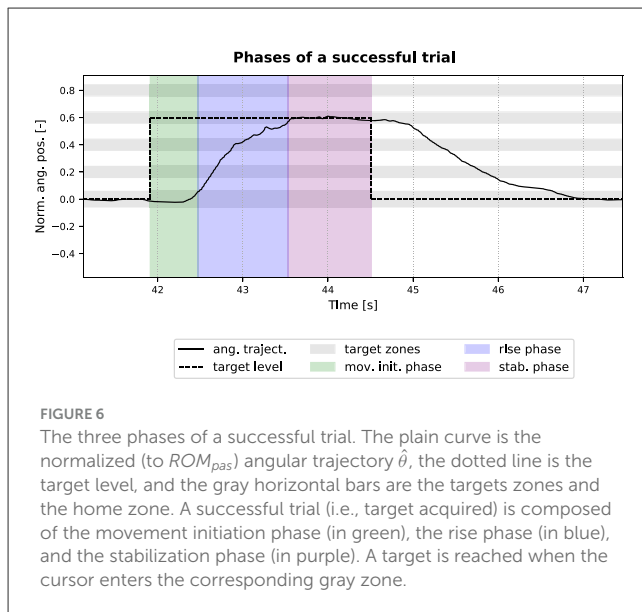 Phases of a successful trial
Norm. ang. pos. [-]
0.8
0.6
0.4
0.2
0.0
−0.2
−0.4
42 43 44 45 46 47
Time [s]
ang. traject. target zones rise phase
target level mov. init. phase stab. phase
FIGURE 6
The three phases of a successful trial. The plain curve is the
normalized (to ROMpas) angular trajectory θ̂, the dotted line is the
target level, and the gray horizontal bars are the targets zones and
the home zone. A successful trial (i.e., target acquired) is
composed of the movement initiation phase (in green), the rise phase (in blue),
and the stabilization phase (in purple). A target is reached when the
cursor enters the corresponding gray zone.